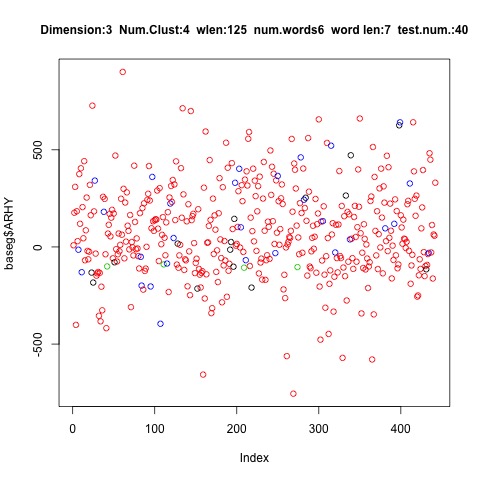 Dimension:3 Num.Clust:4 wlen:125 num.words6 word len:7 test.num.:40
baseg$ARHY
500
0
-500
0 100 200 300 400
Index